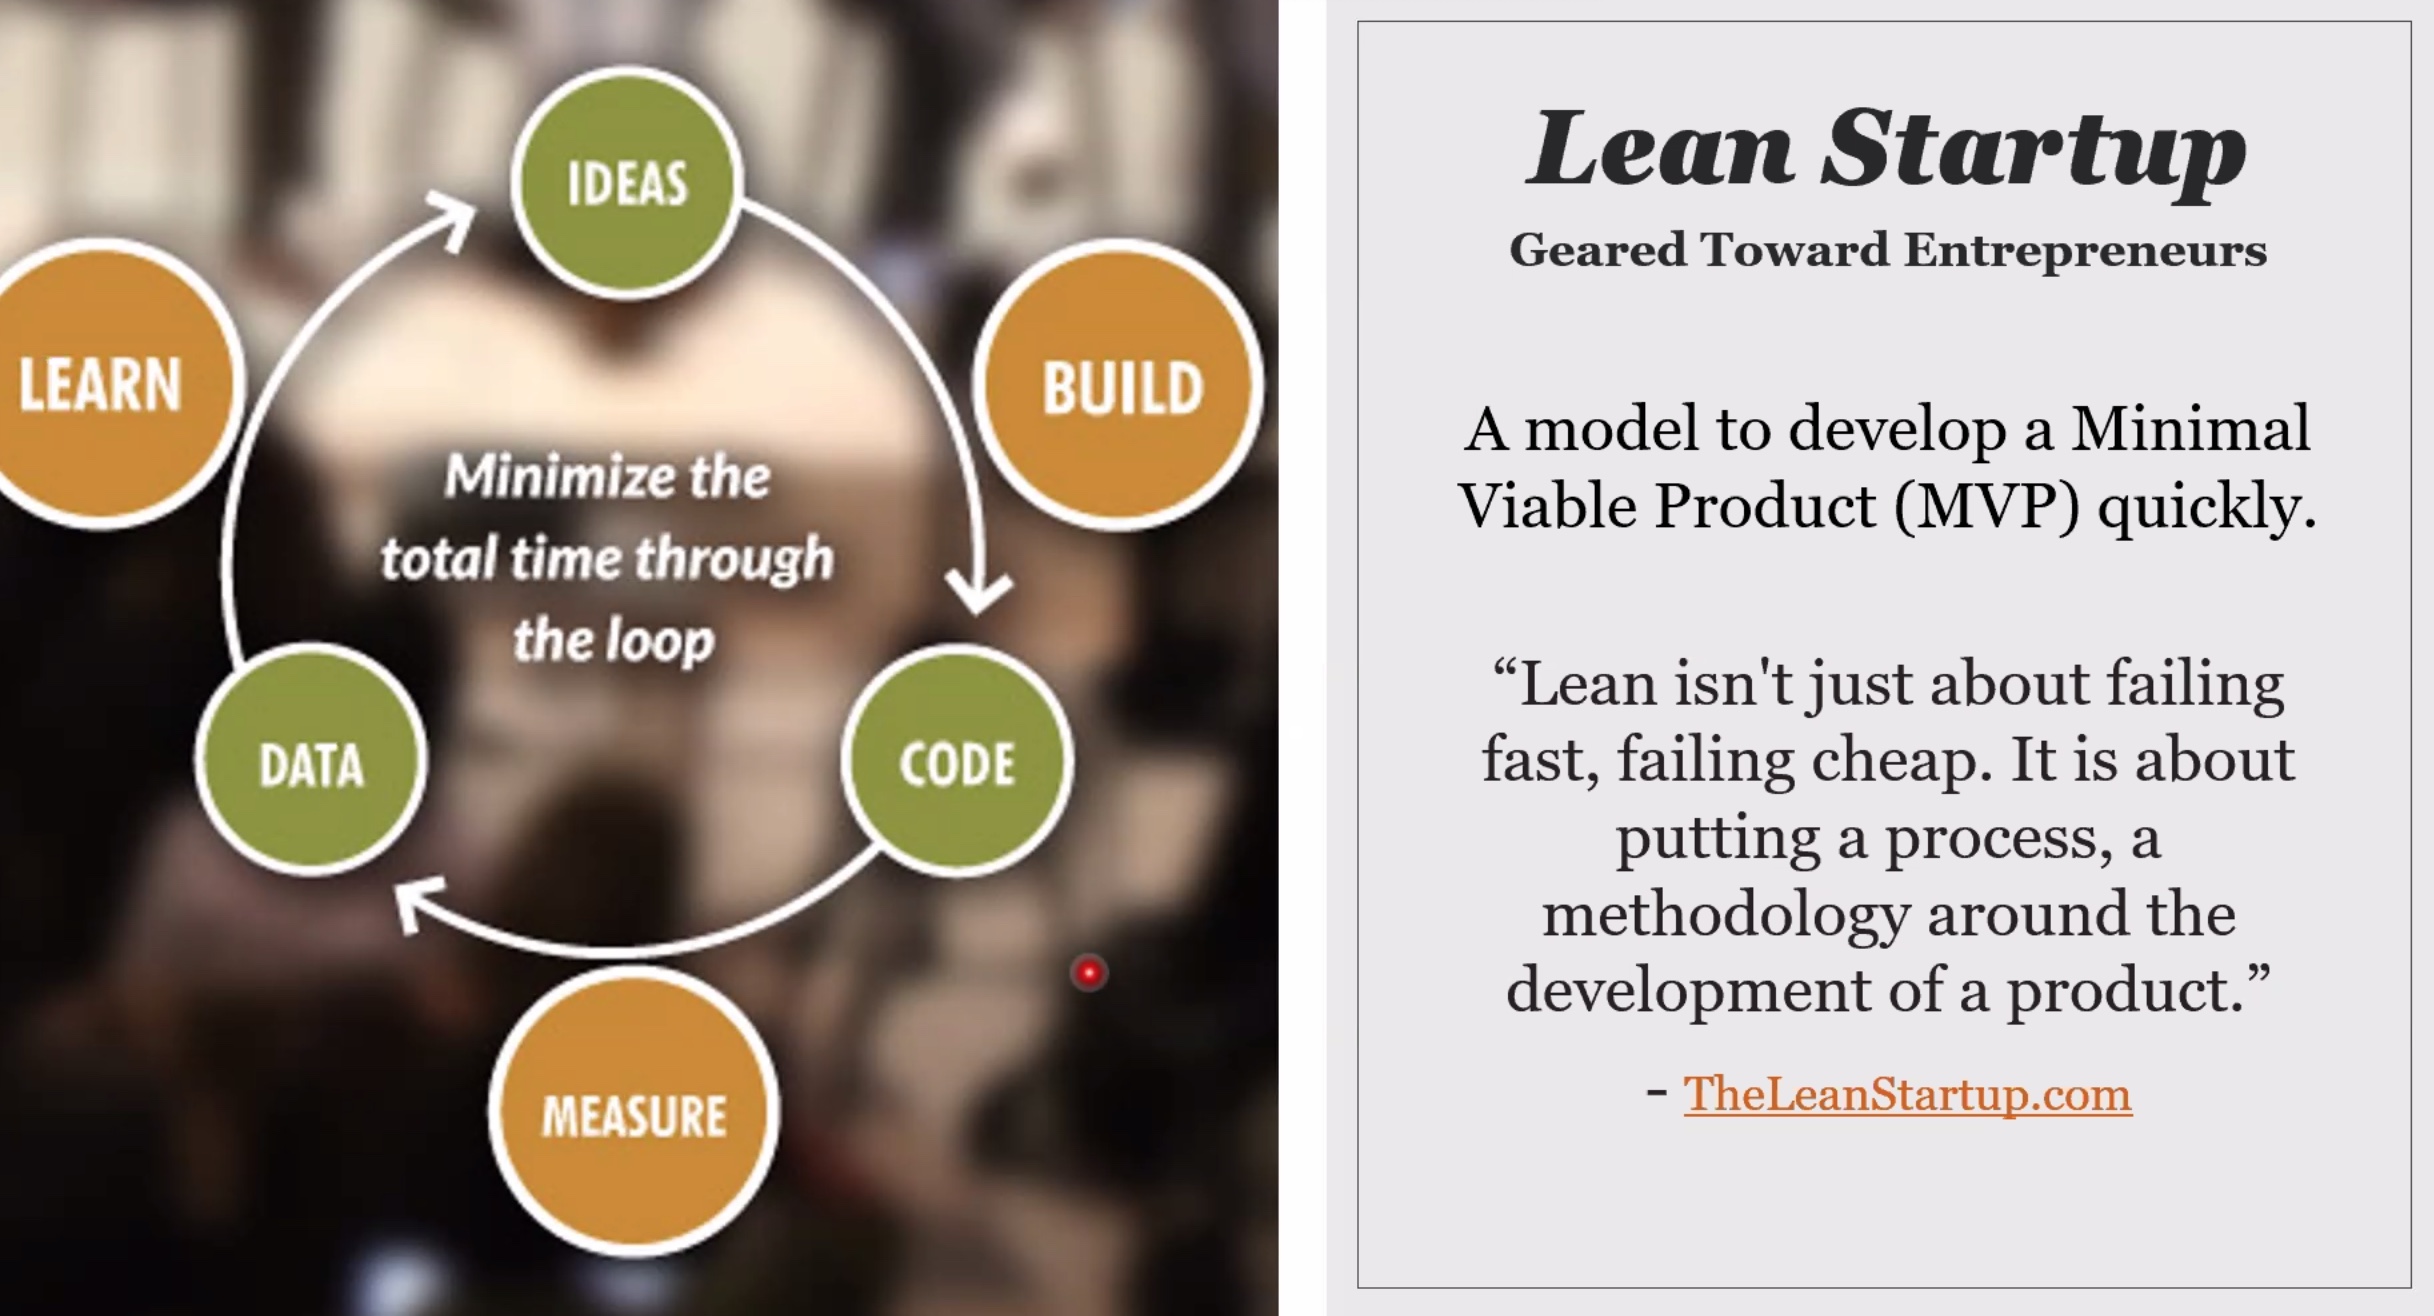 IDEAS
LEARN
BUILD
Minimize the
total time through
the loop
DATA
CODE
MEASURE
Lean Startup
Geared Toward Entrepreneurs
A model to develop a Minimal
Viable Product (MVP) quickly.
“Lean isn't just about failing
fast, failing cheap. It is about
putting a process, a
methodology around the
development of a product.”
- TheLeanStartup.com